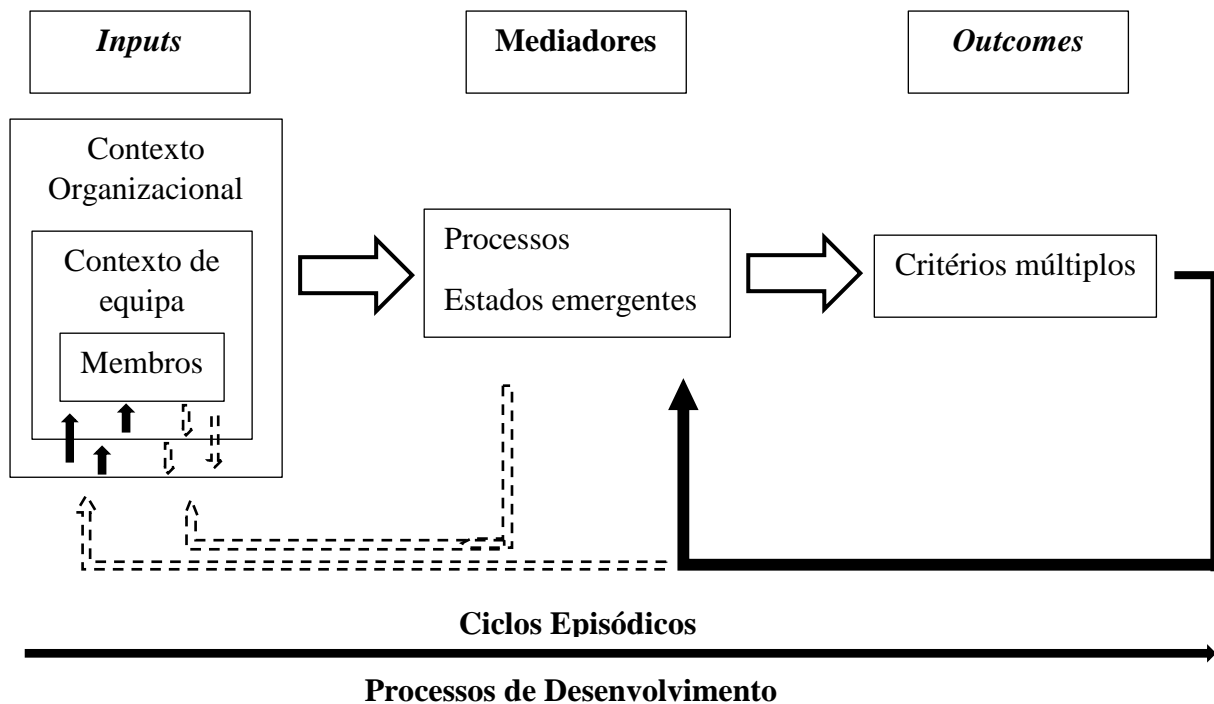 Inputs
Mediadores
Outcomes
Contexto
Organizacional
Contexto de
equipa
Membros
Processos
Estados emergentes
Critérios múltiplos
Ciclos Episódicos
Processos de Desenvolvimento